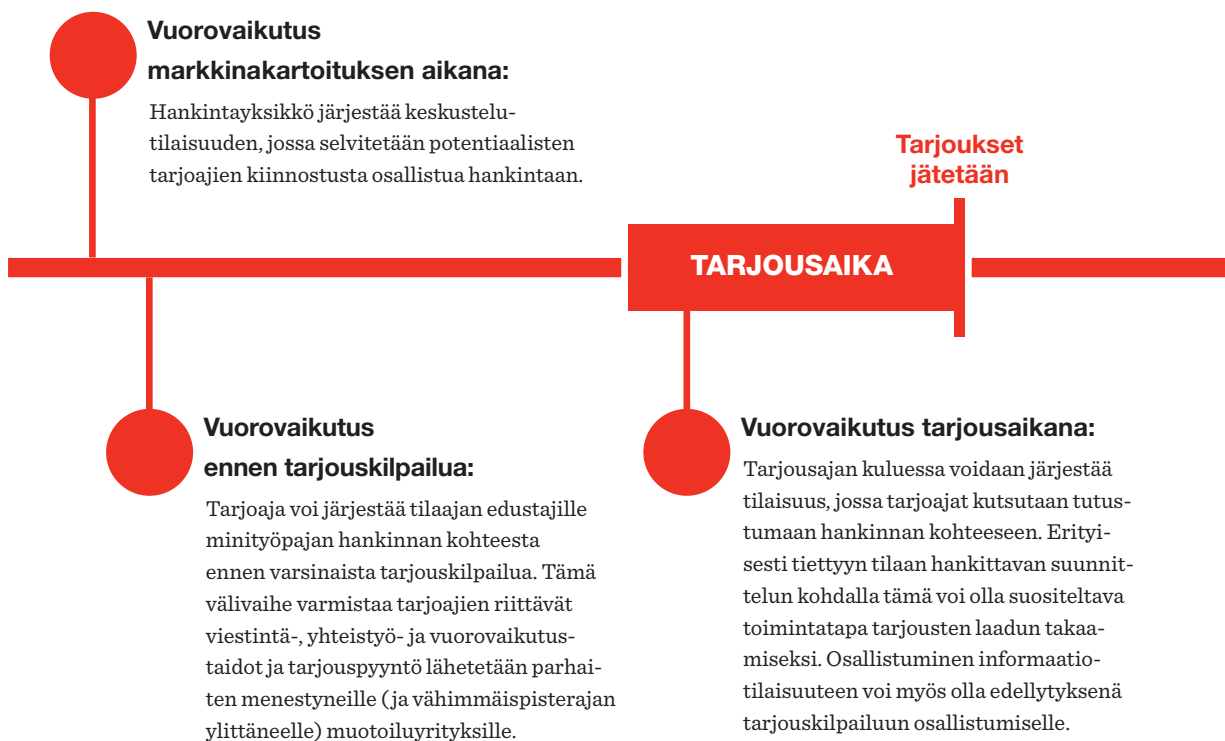 Vuorovaikutus
markkinakartoituksen aikana:
Hankintayksikkö järjestää keskustelu-
tilaisuuden, jossa selvitetään potentiaalisten
tarjoajien kiinnostusta osallistua hankintaan.
Tarjoukset
jätetään
TARJOUSAIKA
Vuorovaikutus
ennen tarjouskilpailua:
Tarjoaja voi järjestää tilaajan edustajille
minityöpajan hankinnan kohteesta
ennen varsinaista tarjouskilpailua. Tämä
välivaihe varmistaa tarjoajien riittävät
viestintä-, yhteistyö- ja vuorovaikutus-
taidot ja tarjouspyyntö lähetetään parhai-
ten menestyneille (ja vähimmäispisterajan
ylittäneelle) muotoiluyrityksille.
Vuorovaikutus tarjousaikana:
Tarjousajan kuluessa voidaan järjestää
tilaisuus, jossa tarjoajat kutsutaan tutus-
tumaan hankinnan kohteeseen. Erityi-
sesti tiettyyn tilaan hankittavan suunnit-
telun kohdalla tämä voi olla suositeltava
toimintatapa tarjousten laadun takaa-
miseksi. Osallistuminen informaatio-
tilaisuuteen voi myös olla edellytyksenä
tarjouskilpailuun osallistumiselle.